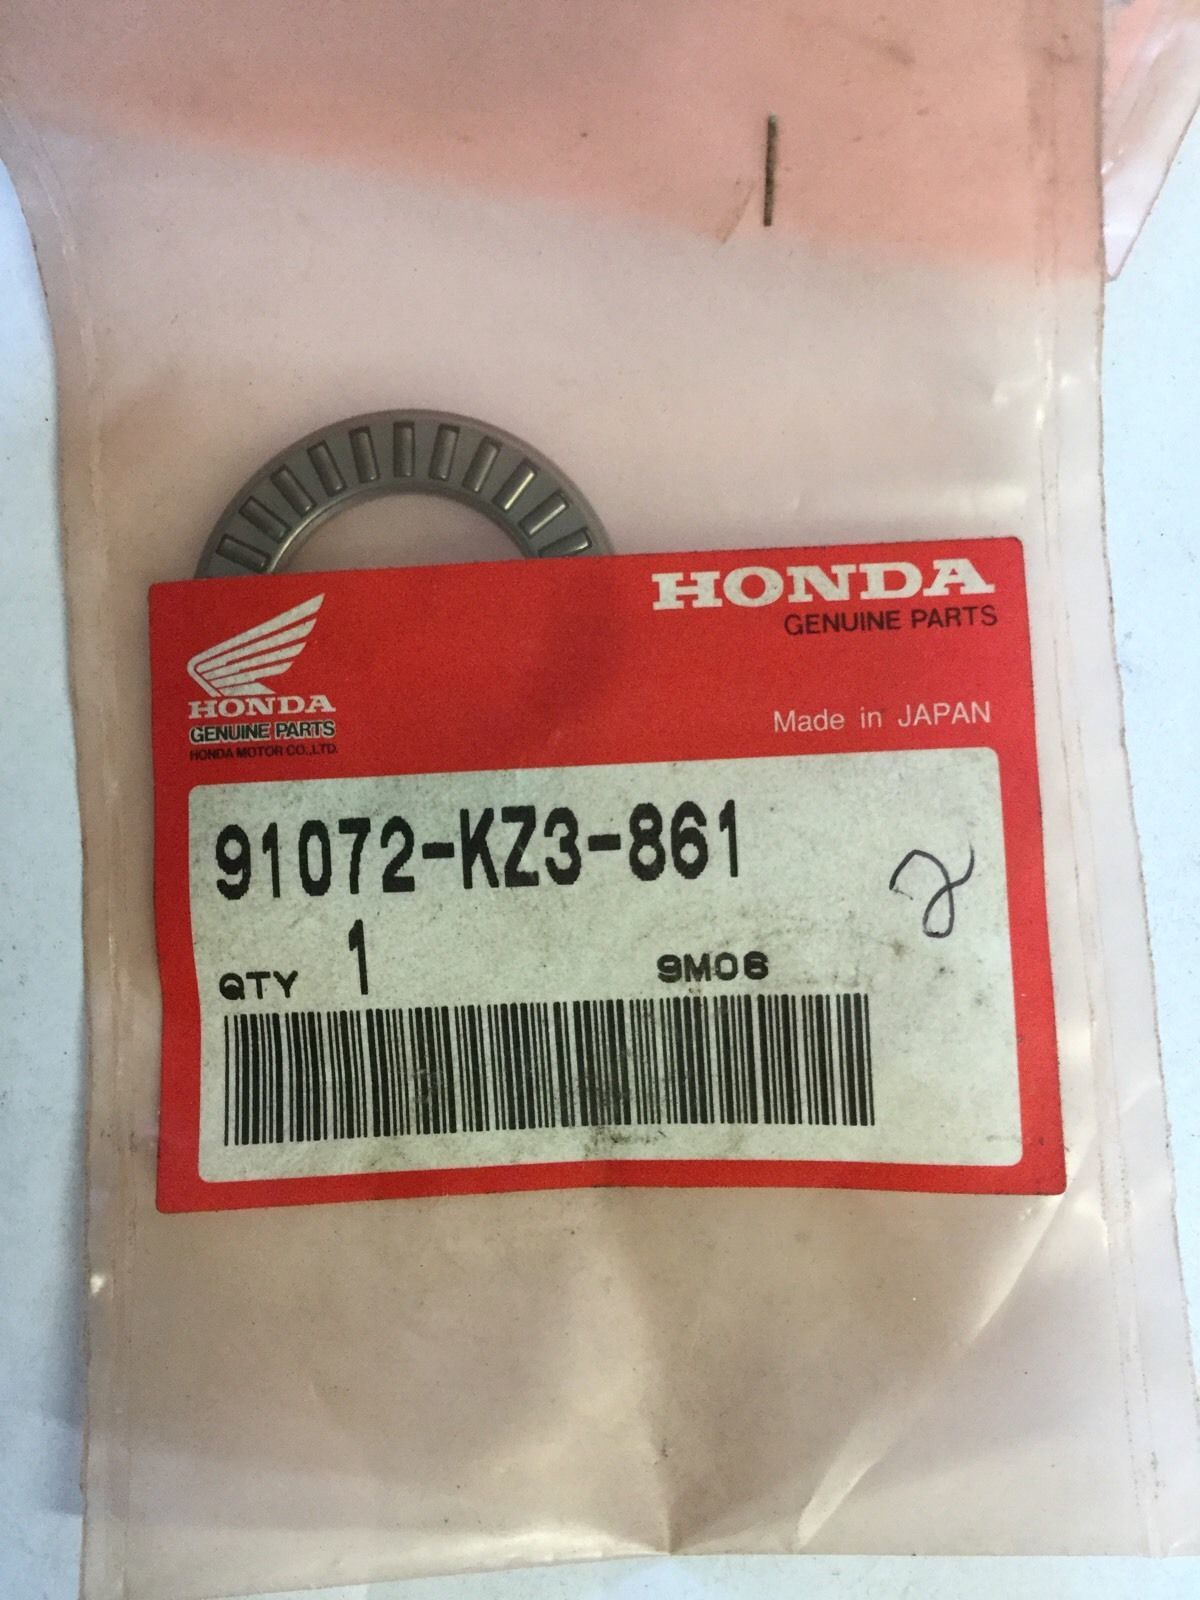 HONDA
GENUINE PARTS
HONDA
GENUINE PARTS
HONDA MOTOR CO.,LTD.
Made in JAPAN
91072-KZ3-861
2
QTY 1
9M06